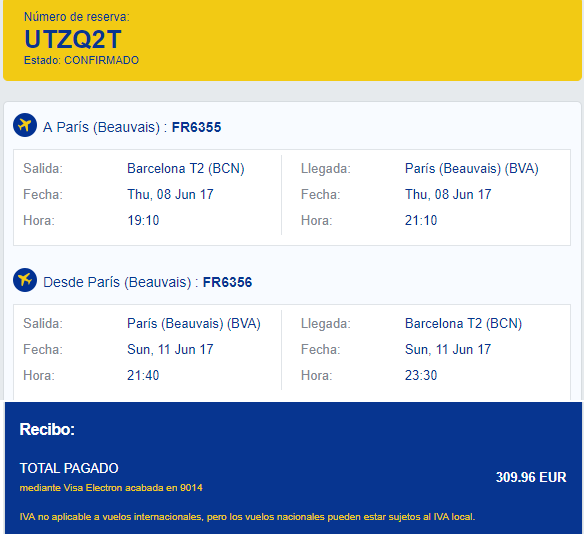 Número de reserva:
UTZQ2T
Estado: CONFIRMADO
A París (Beauvais) : FR6355
Salida: Barcelona T2 (BCN) Llegada: París (Beauvais) (BVA)
Fecha: Thu, 08 Jun 17 Fecha: Thu, 08 Jun 17
Hora: 19:10 Hora: 21:10
Desde París (Beauvais) : FR6356
Salida: París (Beauvais) (BVA) Llegada: Barcelona T2 (BCN)
Fecha: Sun, 11 Jun 17 Fecha: Sun, 11 Jun 17
Hora: 21:40 Hora: 23:30
Recibo:
TOTAL PAGADO
309.96 EUR
mediante Visa Electron acabada en 9014
IVA no aplicable a vuelos internacionales, pero los vuelos nacionales pueden estar sujetos al IVA local.